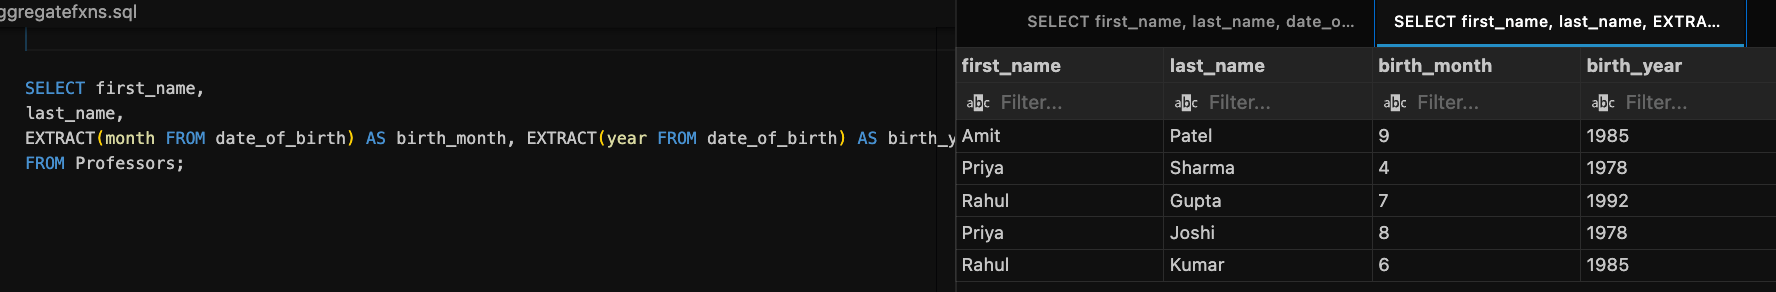 ggregatefxns.sql
SELECT first_name,
last_name,
EXTRACT(month FROM date_of_birth) AS birth_month, EXTRACT(year FROM date_of_birth) AS birth_y
FROM Professors;
SELECT first_name, last_name, date_o... SELECT first_name, last_name, EXTRA...
first_name last_name birth_month birth_year
abc Filter... abc Filter... abc Filter... abc Filter...
Amit Patel 9 1985
Priya Sharma 4 1978
Rahul Gupta 7 1992
Priya Joshi 8 1978
Rahul Kumar 6 1985